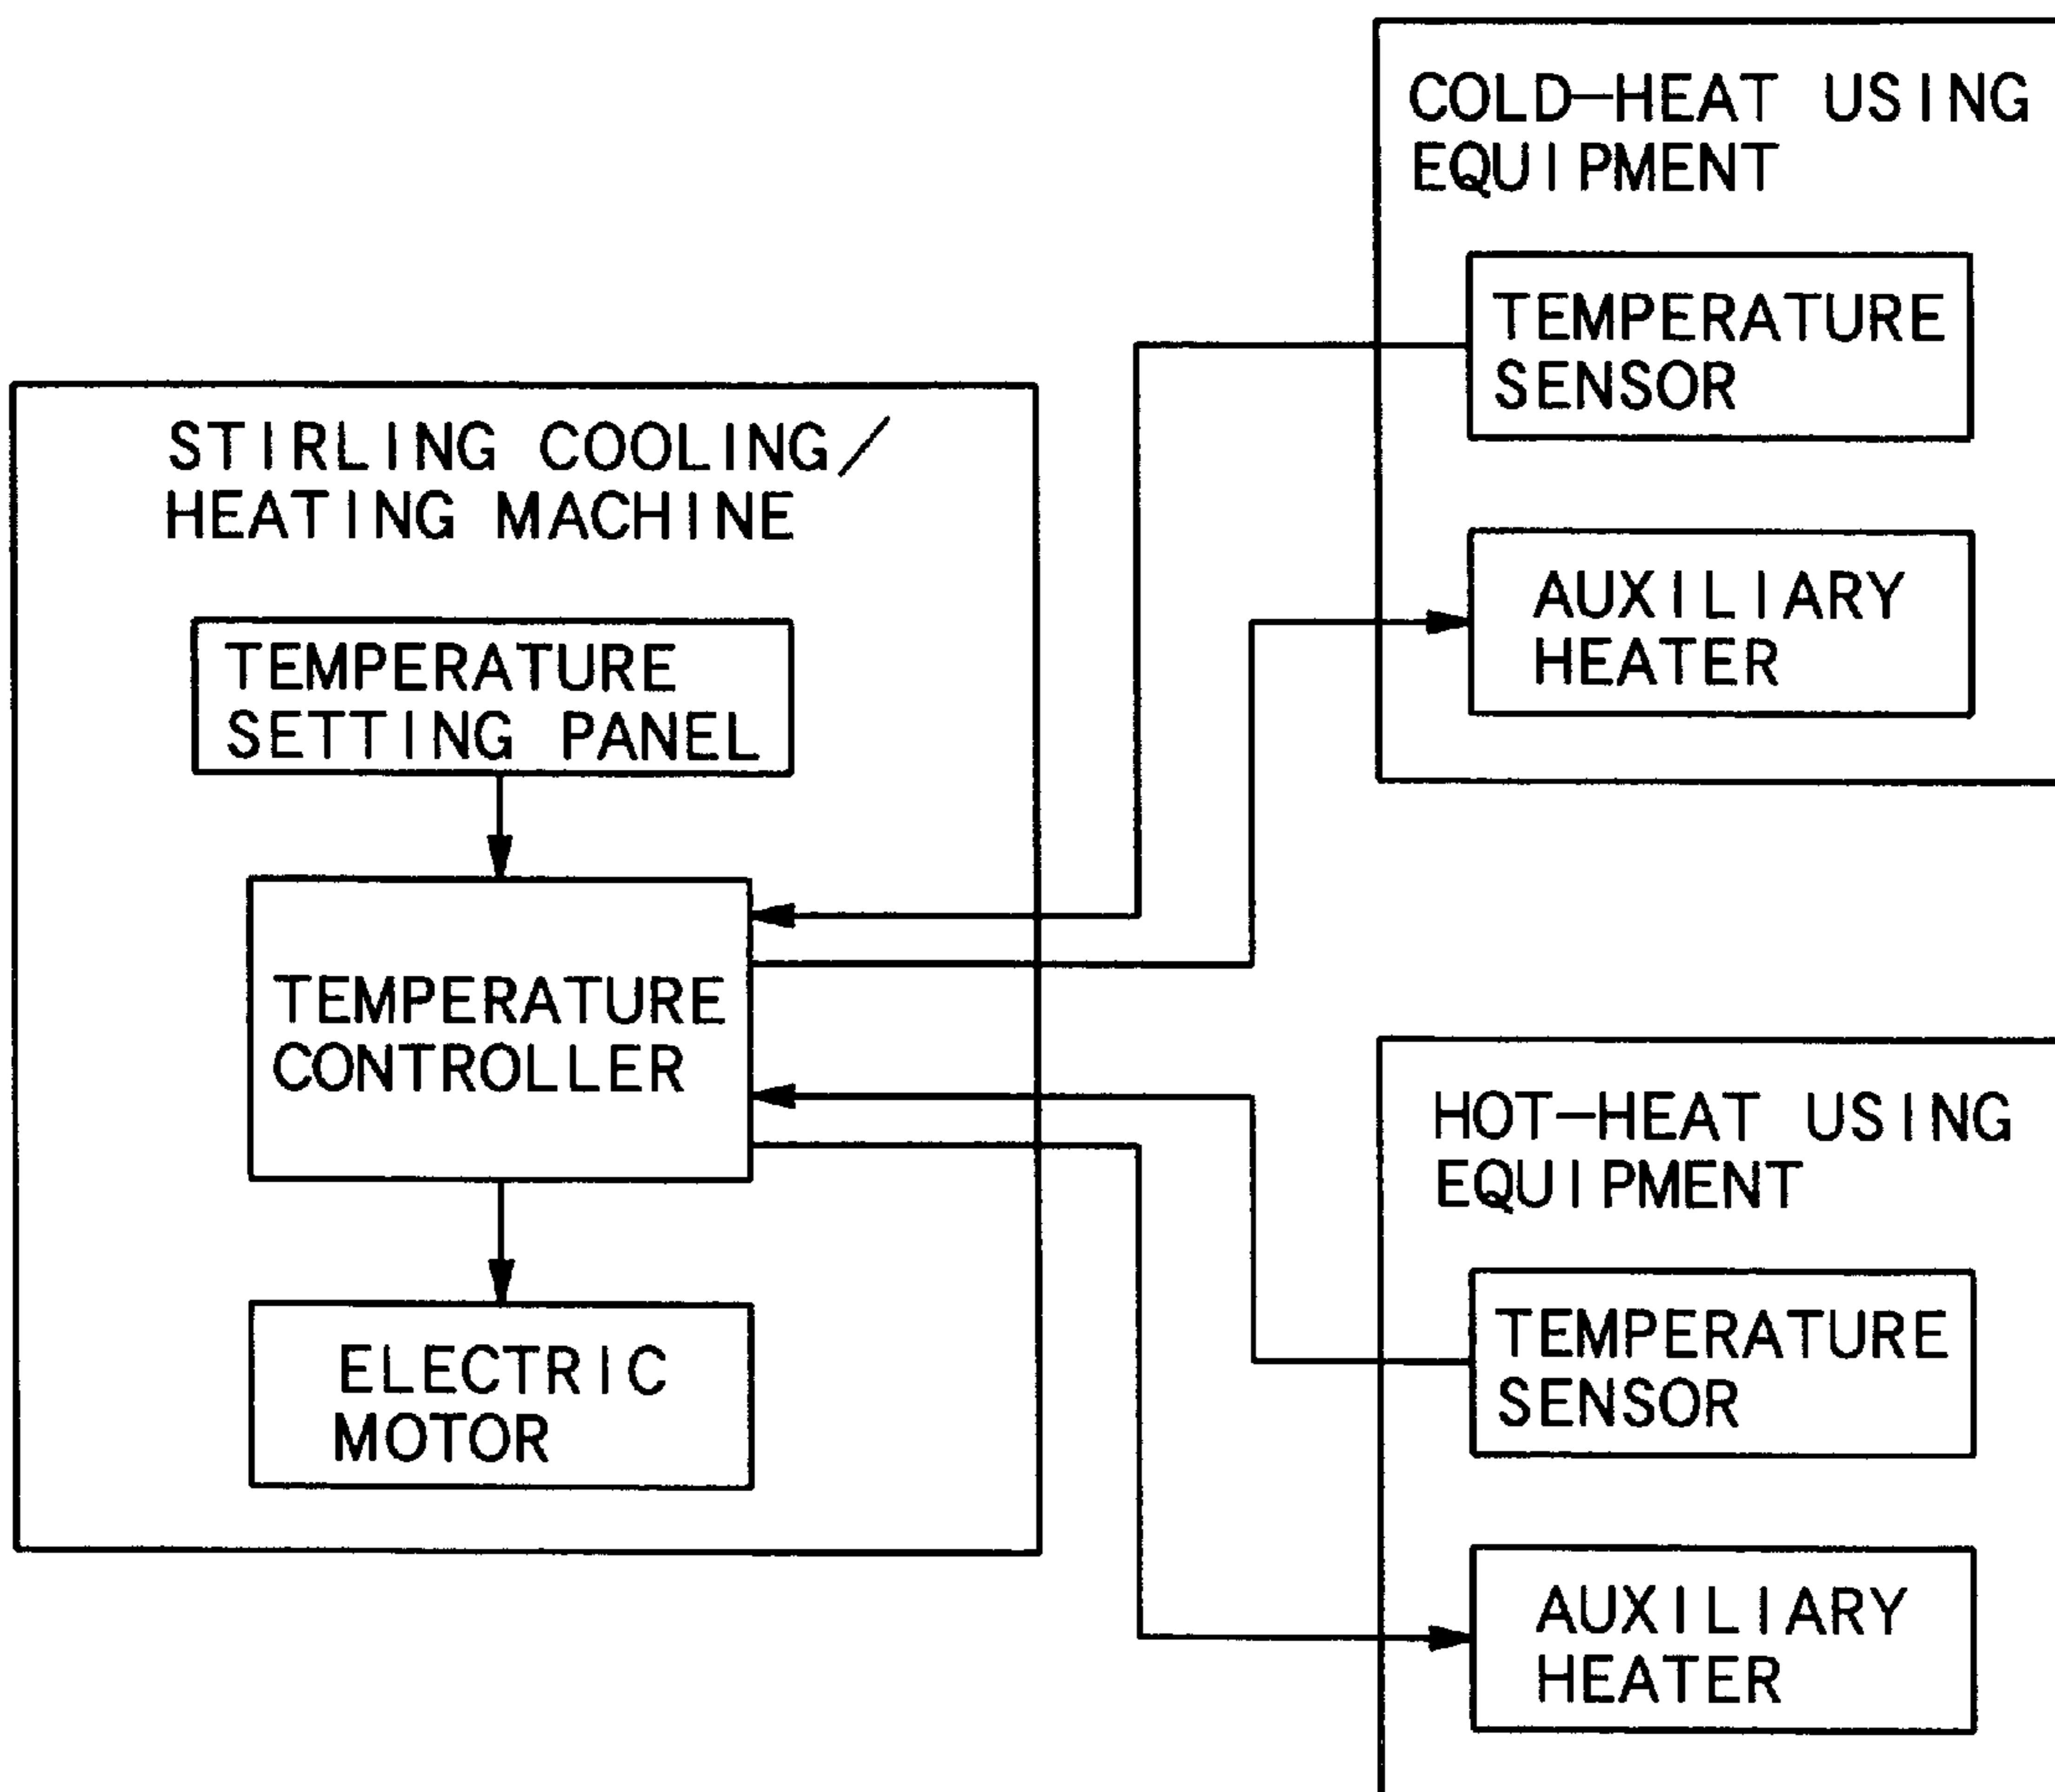 COLD-HEAT USING
EQUIPMENT
TEMPERATURE
SENSOR
AUXILIARY
HEATER
STIRLING COOLING/
HEATING MACHINE
TEMPERATURE
SETTING PANEL
TEMPERATURE
CONTROLLER
ELECTRIC
MOTOR
HOT-HEAT USING
EQUIPMENT
TEMPERATURE
SENSOR
AUXILIARY
HEATER